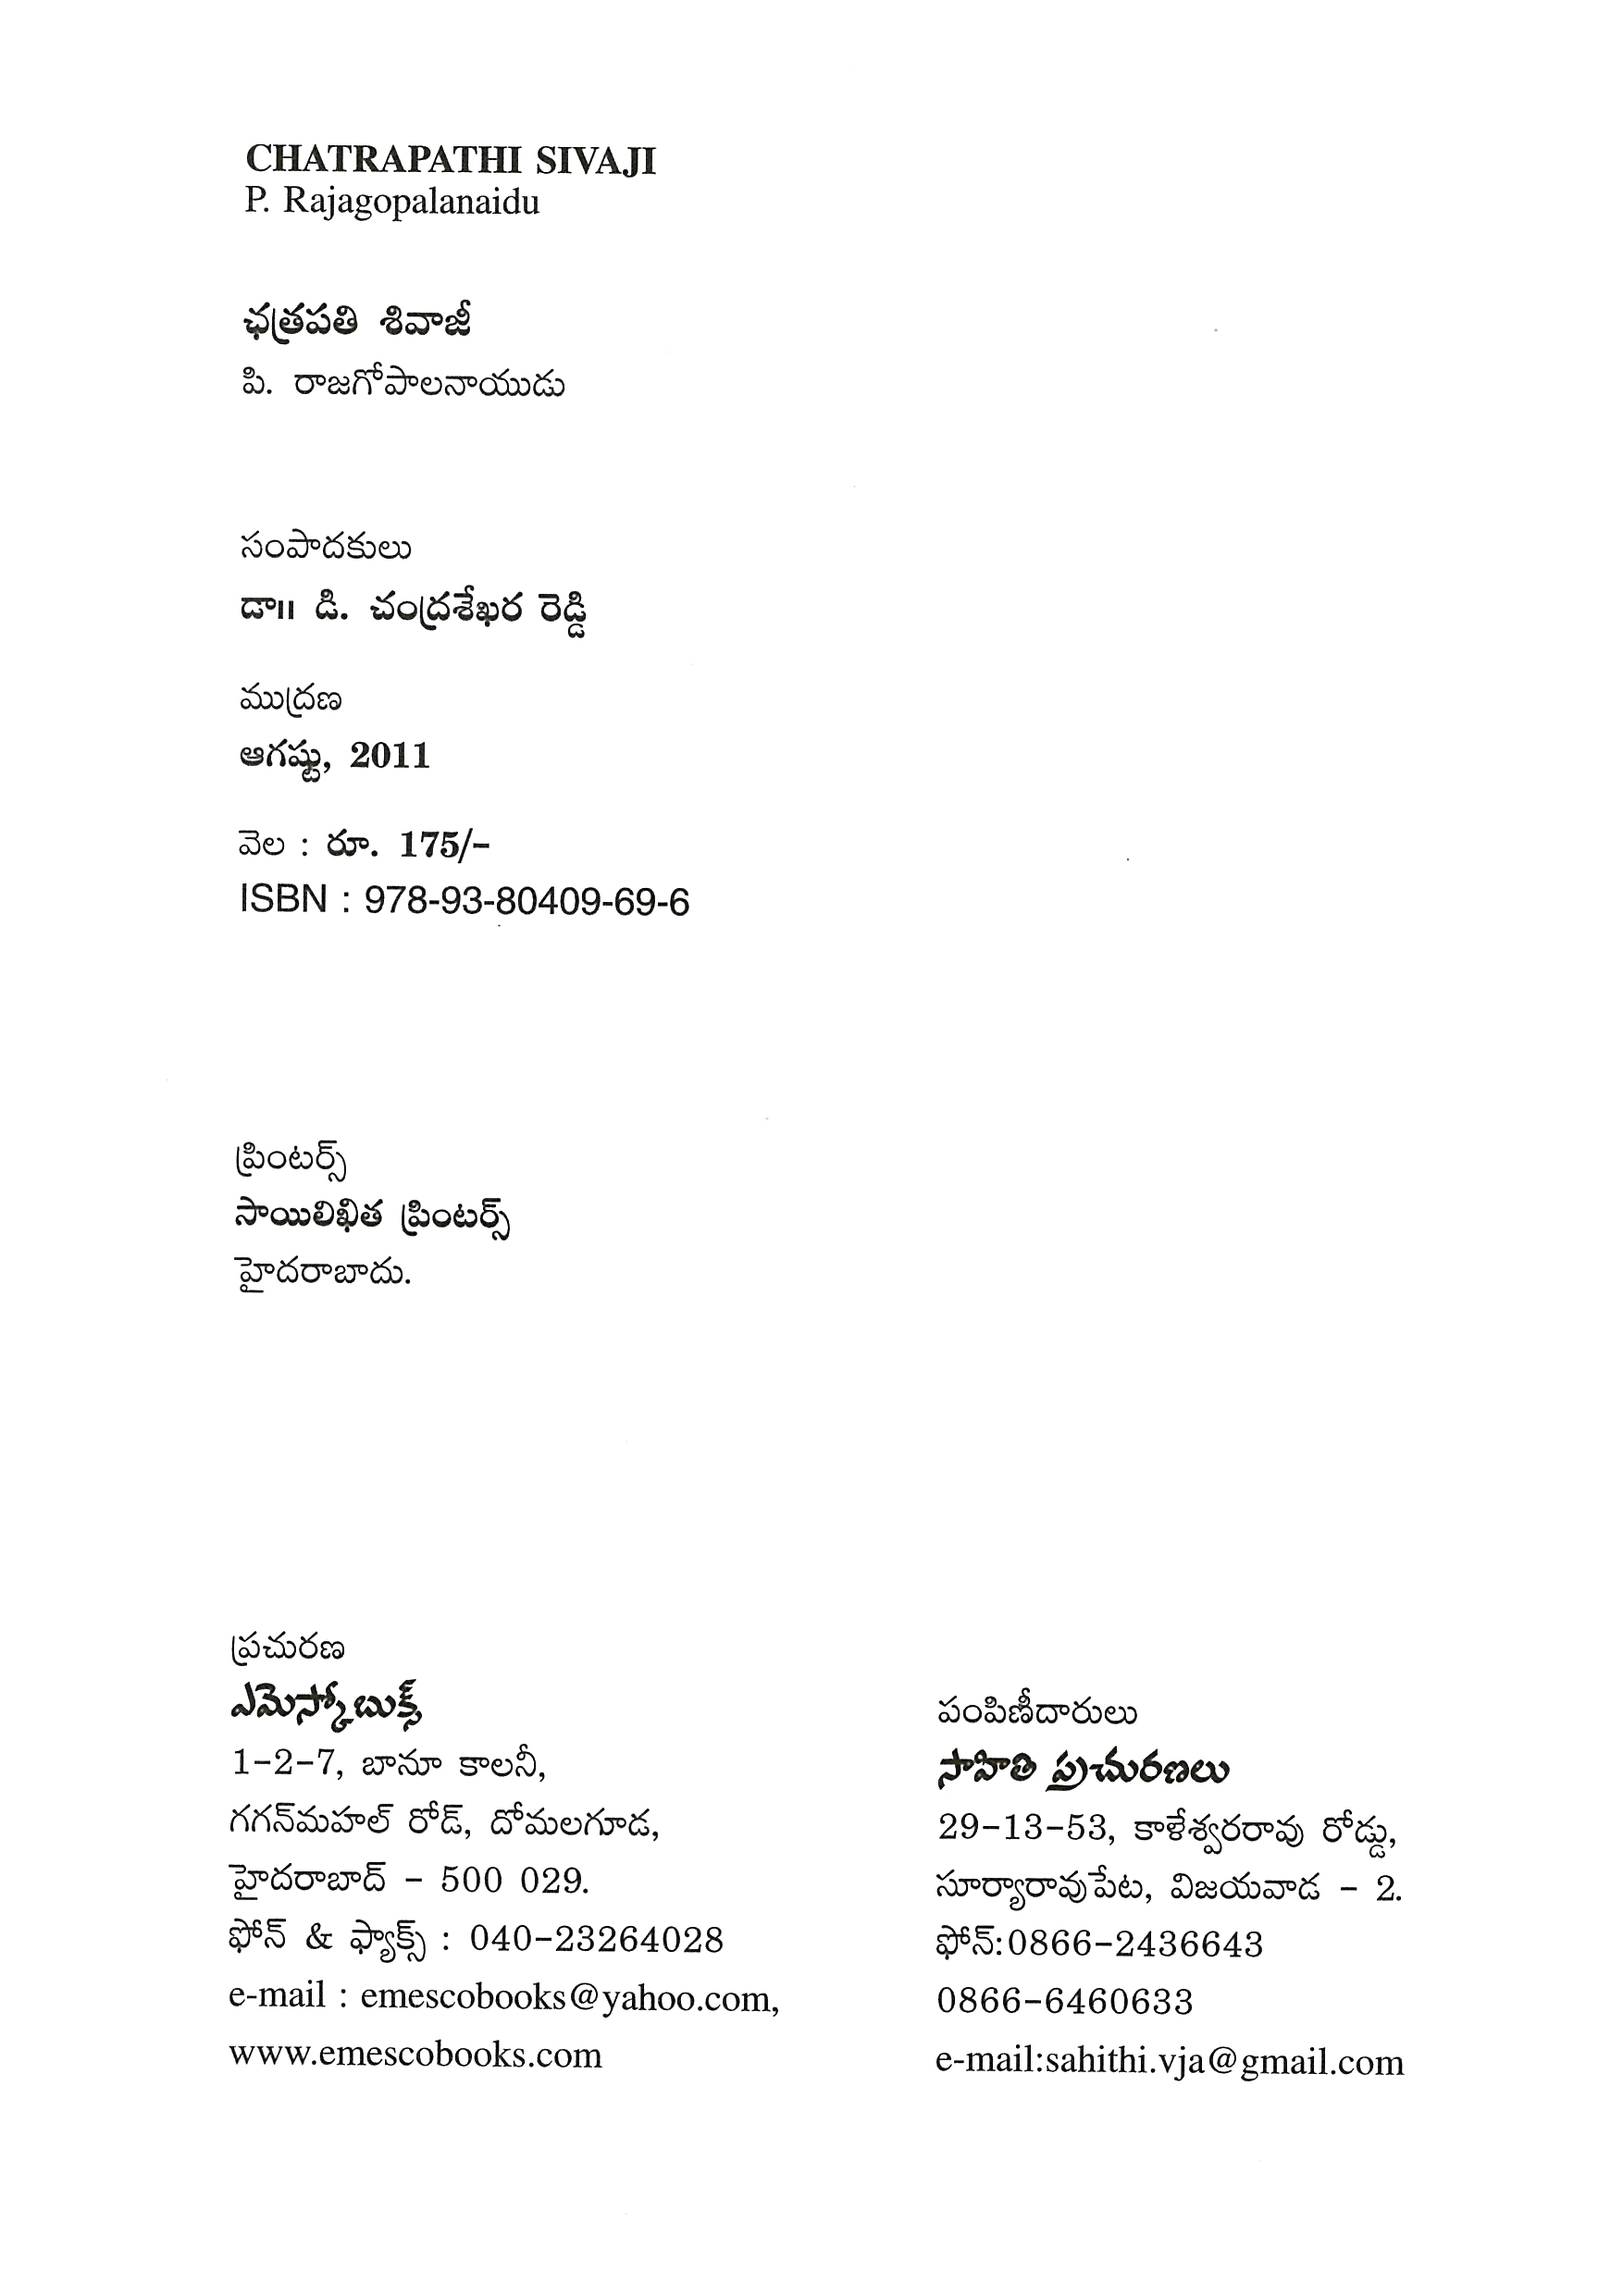 CHATRAPATHI SIVAJI
P. Rajagopalanaidu
ఛత్రపతి శివాజీ
పి. రాజగోపాలనాయుడు
సంపాదకులు
డా॥ డి. చంద్రశేఖర రెడ్డి
ముద్రణ
ఆగష్టు, 2011
వెల : రూ. 175/-
ISBN : 978-93-80409-69-6
ప్రింటర్స్
సాయిలిఖిత ప్రింటర్స్
హైదరాబాదు.
ప్రచురణ
ఎమెస్కో బుక్స్
1-2-7, బానూ కాలనీ,
గగన్‌మహల్ రోడ్, దోమలగూడ,
హైదరాబాద్ - 500 029.
ఫోన్ & ఫ్యాక్స్ : 040-23264028
e-mail : emescobooks@yahoo.com,
www.emescobooks.com
పంపిణీదారులు
సాహితి ప్రచురణలు
29-13-53, కాళేశ్వరరావు రోడ్డు,
సూర్యారావుపేట, విజయవాడ - 2.
ఫోన్:0866-2436643
0866-6460633
e-mail:sahithi.vja@gmail.com